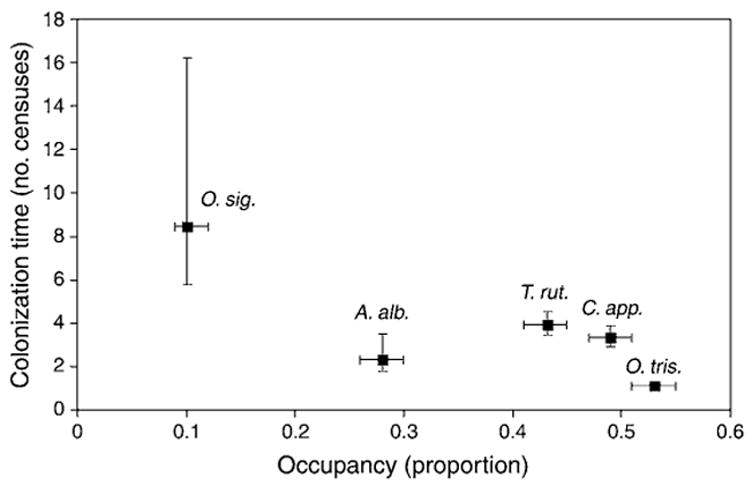 Colonization time (no. censuses)
18
16
14
12
10
8
6
4
2
0
O. sig.
A. alb.
T. rut.
C. app.
O. tris.
0 0.1 0.2 0.3 0.4 0.5 0.6
Occupancy (proportion)